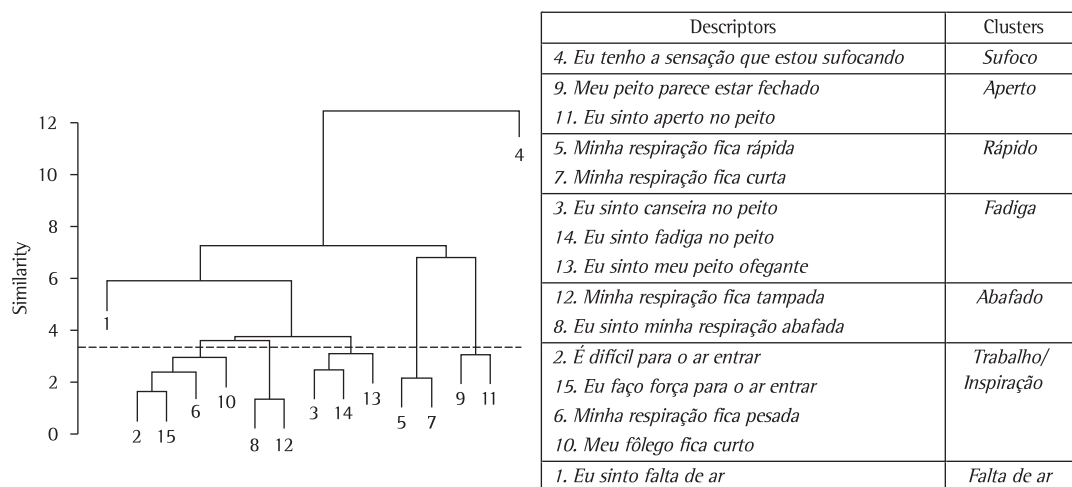 Similarity
12
10
8
6
4
2
0
4
1
2
15
6
10
8
12
3
14
13
5
7
9
11
Descriptors Clusters
4. Eu tenho a sensação que estou sufocando Sufoco
9. Meu peito parece estar fechado Aperto
11. Eu sinto aperto no peito
5. Minha respiração fica rápida Rápido
7. Minha respiração fica curta
3. Eu sinto canseira no peito Fadiga
14. Eu sinto fadiga no peito
13. Eu sinto meu peito ofegante
12. Minha respiração fica tampada Abafado
8. Eu sinto minha respiração abafada
2. É difícil para o ar entrar Trabalho/
15. Eu faço força para o ar entrar Inspiração
6. Minha respiração fica pesada
10. Meu fôlego fica curto
1. Eu sinto falta de ar Falta de ar